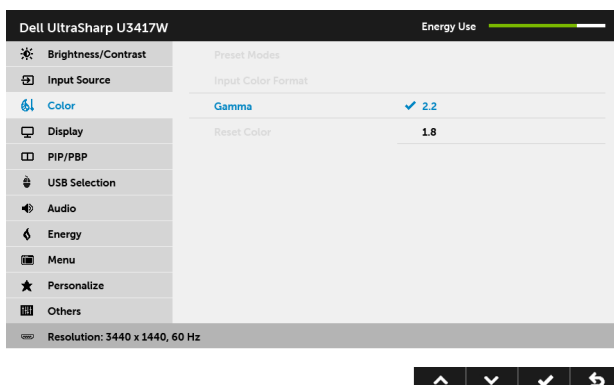 Dell UltraSharp U3417W
Energy Use
Brightness/Contrast
Preset Modes
Input Source
Input Color Format
Color
Gamma
2.2
Display
Reset Color
1.8
PIP/PBP
USB Selection
Audio
Energy
Menu
Personalize
Others
Resolution: 3440 x 1440, 60 Hz